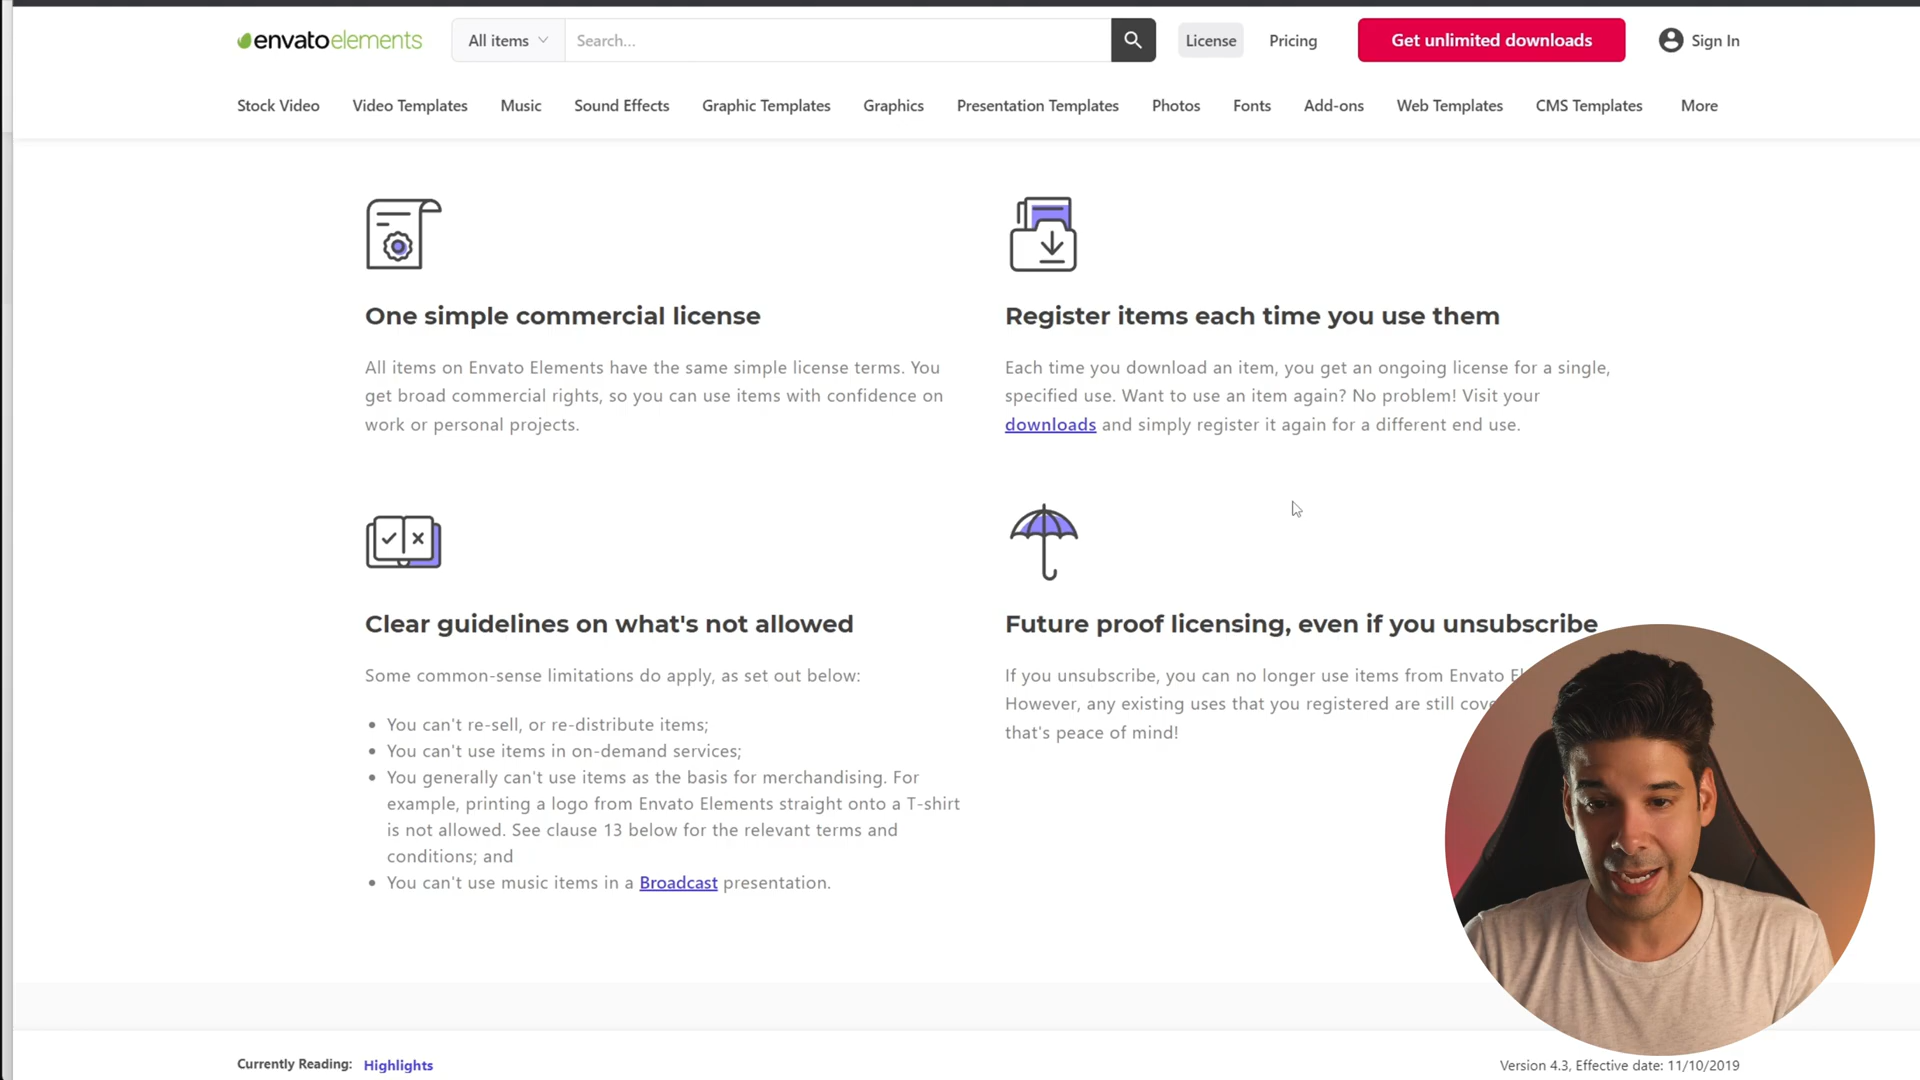 envatoelements
All items
Search...
License
Pricing
Get unlimited downloads
Sign In
Stock Video
Video Templates
Music
Sound Effects
Graphic Templates
Graphics
Presentation Templates
Photos
Fonts
Add-ons
Web Templates
CMS Templates
More
One simple commercial license
All items on Envato Elements have the same simple license terms. You
get broad commercial rights, so you can use items with confidence on
work or personal projects.
Register items each time you use them
Each time you download an item, you get an ongoing license for a single,
specified use. Want to use an item again? No problem! Visit your
downloads and simply register it again for a different end use.
Clear guidelines on what's not allowed
Some common-sense limitations do apply, as set out below:
You can't re-sell, or re-distribute items;
You can't use items in on-demand services;
You generally can't use items as the basis for merchandising. For
example, printing a logo from Envato Elements straight onto a T-shirt
is not allowed. See clause 13 below for the relevant terms and
conditions; and
You can't use music items in a Broadcast presentation.
Future proof licensing, even if you unsubscribe
If you unsubscribe, you can no longer use items from Envato
However, any existing uses that you registered are still
that's peace of mind!
Currently Reading: Highlights
Version 4.3, Effective date: 11/10/2019